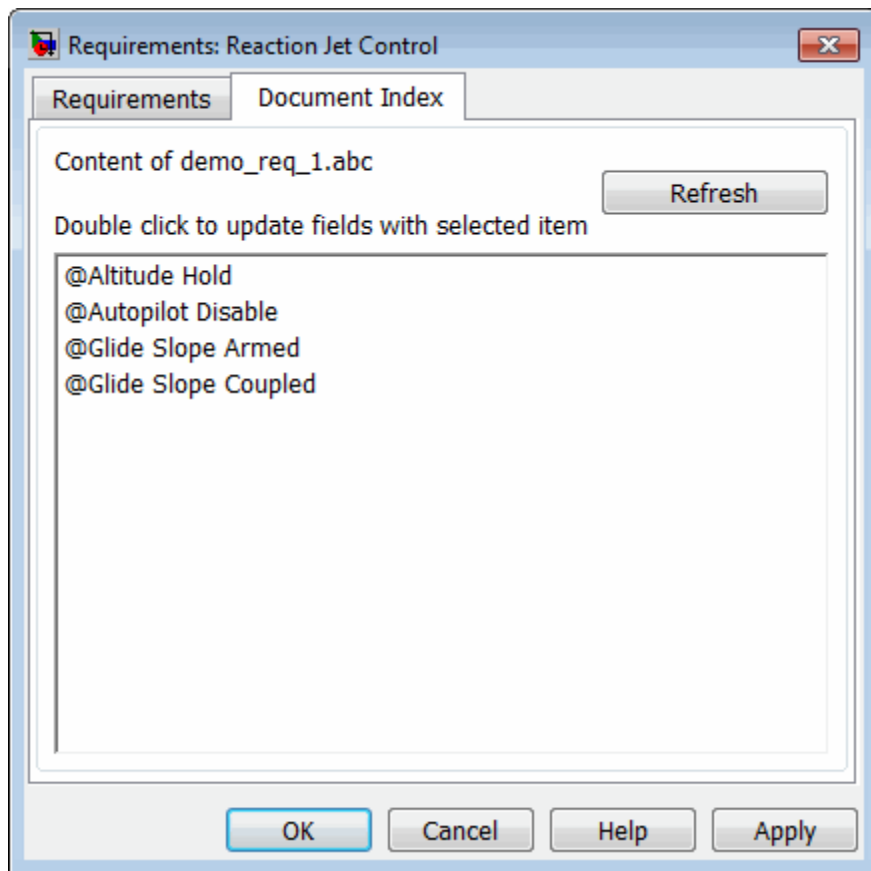 Requirements: Reaction Jet Control
Requirements Document Index
Content of demo_req_1.abc
Refresh
Double click to update fields with selected item
@Altitude Hold
@Autopilot Disable
@Glide Slope Armed
@Glide Slope Coupled
OK Cancel Help Apply